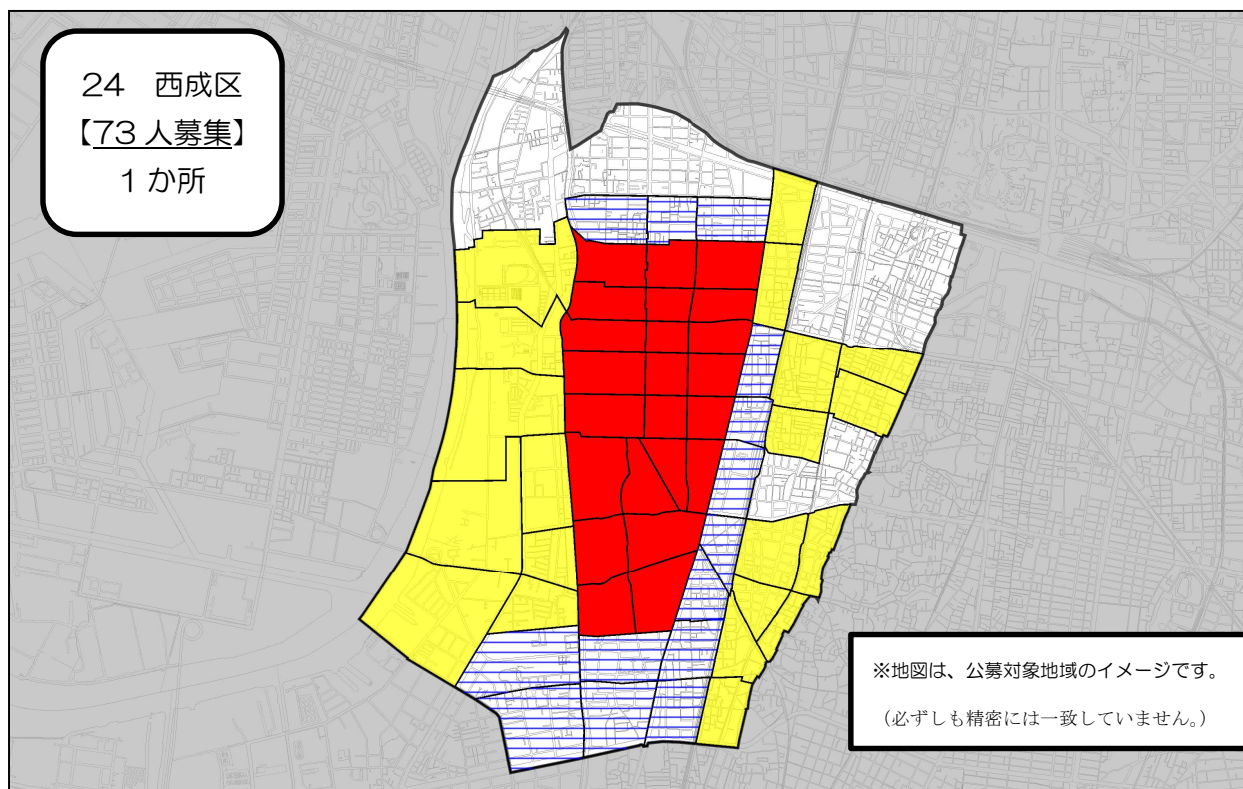 24　西成区
【73人募集】
1か所
※地図は、公募対象地域のイメージです。
（必ずしも精密には一致していません。）